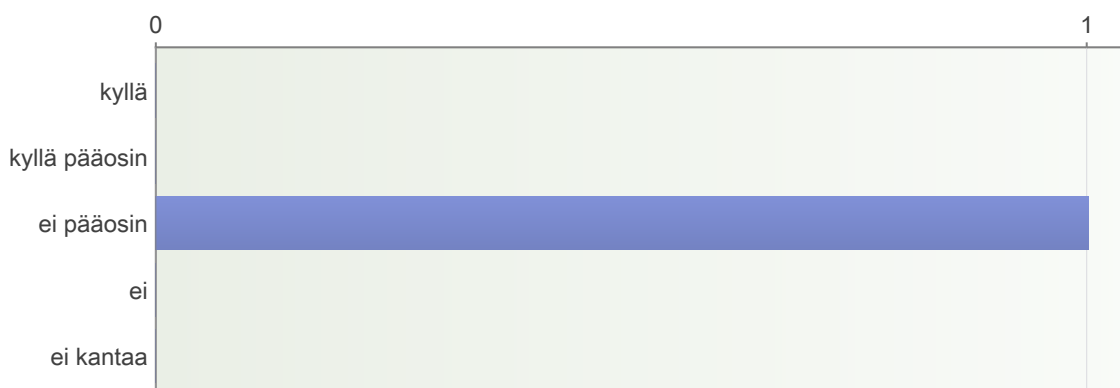 0 1
kyllä
kyllä pääosin
ei pääosin
ei
ei kantaa